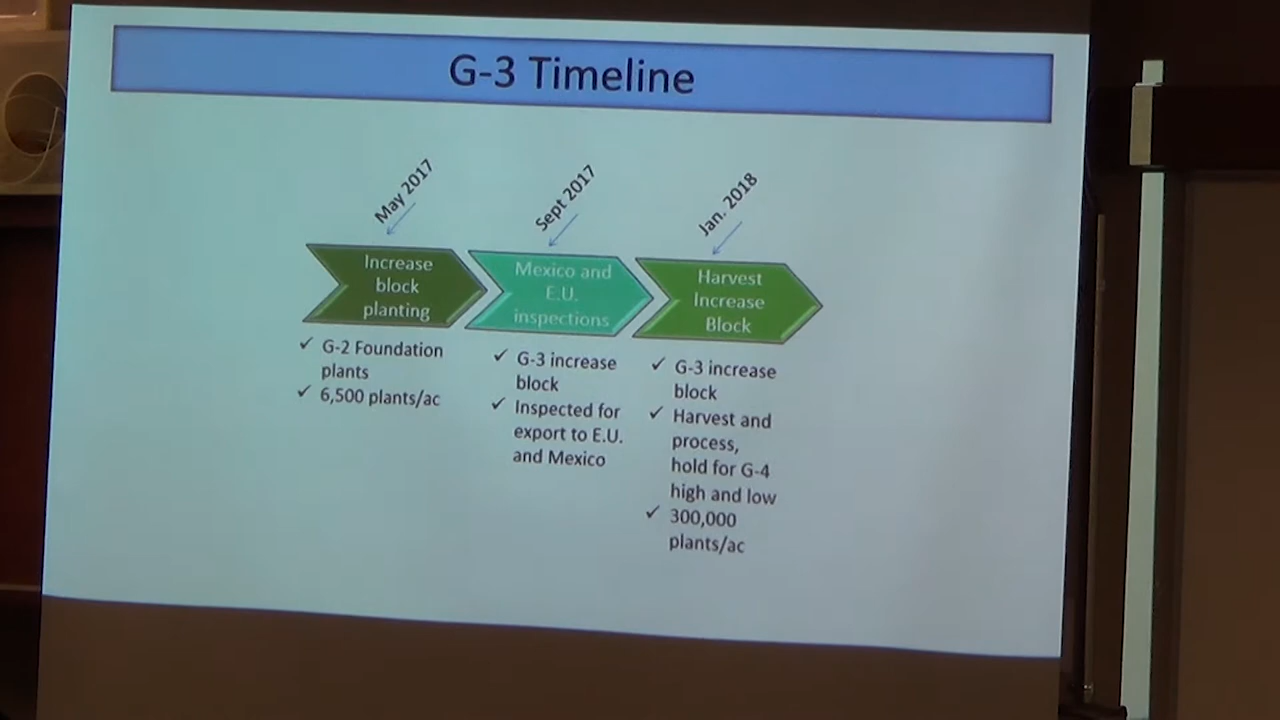 G-3 Timeline
May 2017
Sept 2017
Jan. 2018
Increase
block
planting
Mexico and
E.U.
inspections
Harvest
Increase
Block
✓ G-2 Foundation
plants
✓ 6,500 plants/ac
✓ G-3 increase
block
✓ Inspected for
export to E.U.
and Mexico
✓ G-3 increase
block
✓ Harvest and
process,
hold for G-4
high and low
✓ 300,000
plants/ac